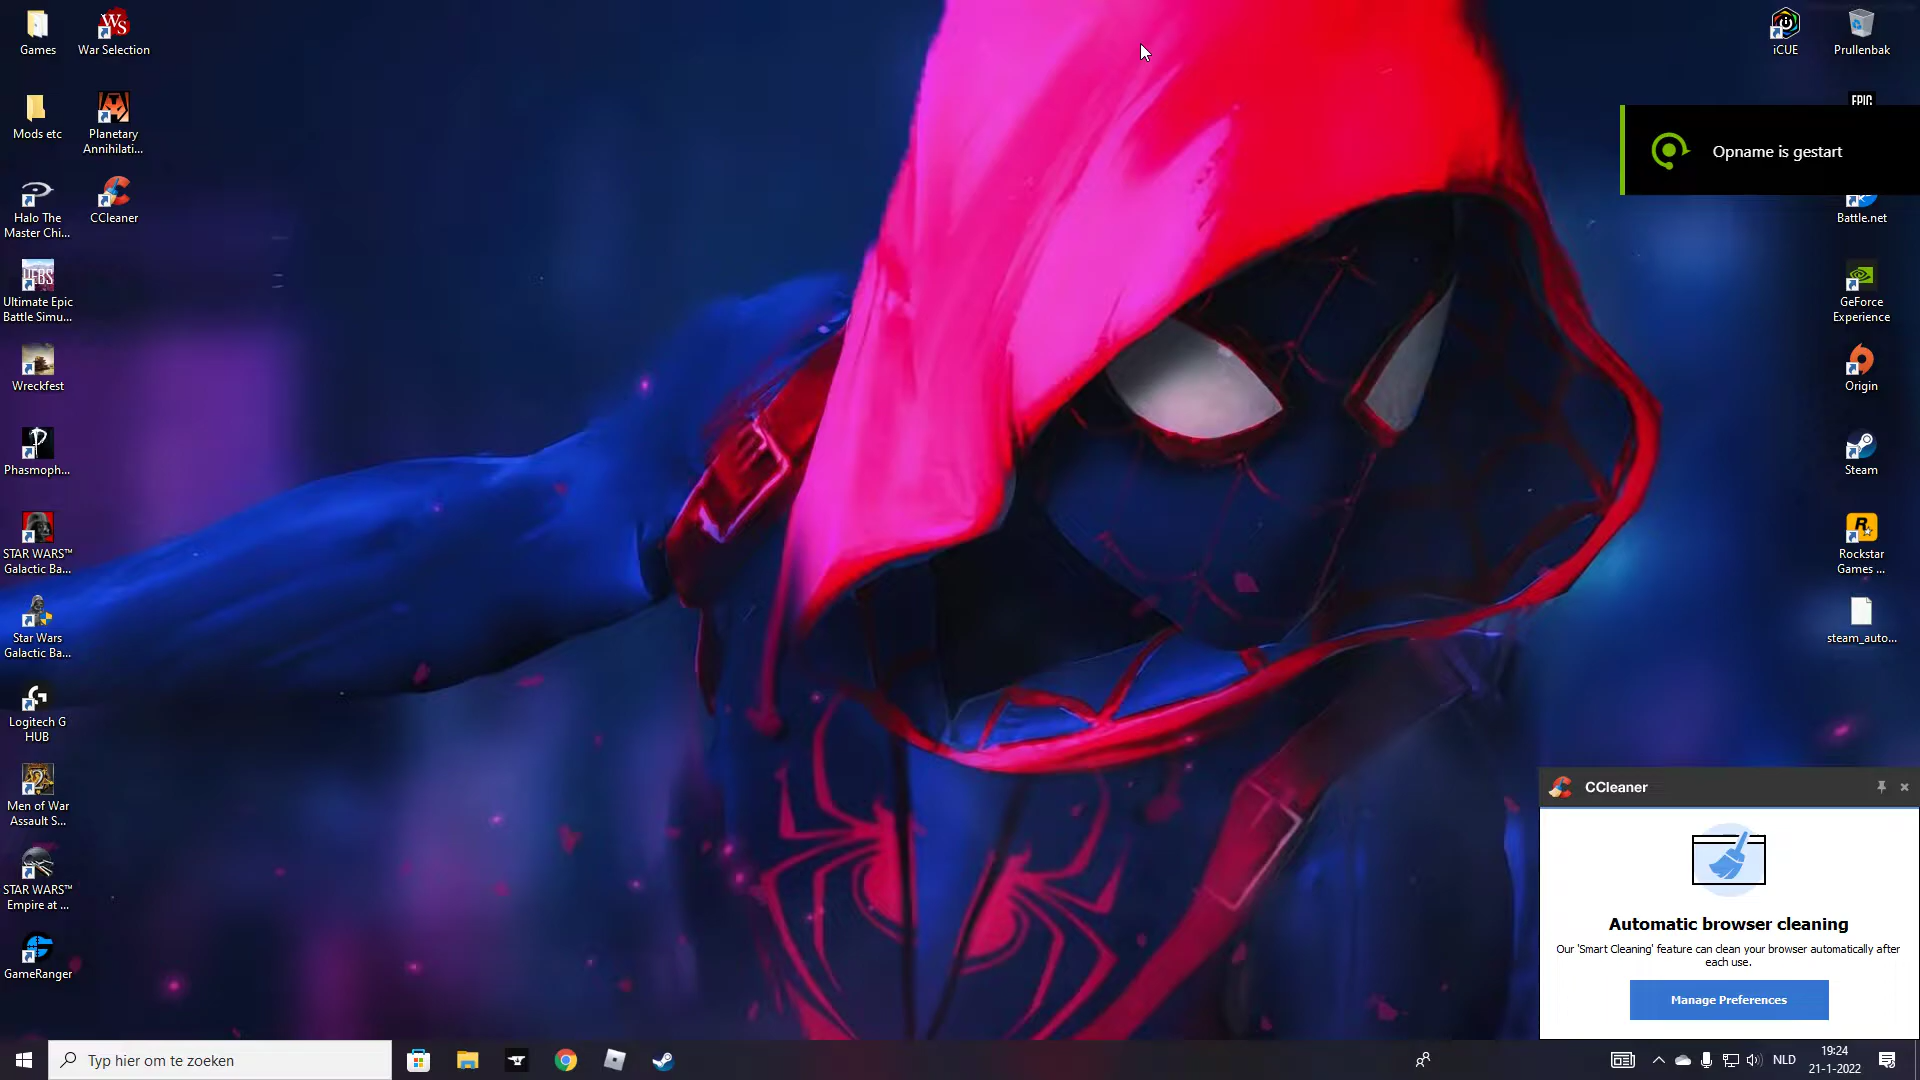 Games
War Selection
Mods etc
Planetary
Annihilati...
Halo The
Master Chi...
CCleaner
Ultimate Epic
Battle Simu...
Wreckfest
Phasmoph...
STAR WARS™
Galactic Ba...
Star Wars
Galactic Ba...
Logitech G
HUB
Men of War
Assault S...
STAR WARS™
Empire at ...
GameRanger
iCUE
Prullenbak
EPIC
Opname is gestart
Battle.net
GeForce
Experience
Origin
Steam
Rockstar
Games ...
steam_auto...
CCleaner
Automatic browser cleaning
Our 'Smart Cleaning' feature can clean your browser automatically after
each use.
Manage Preferences
Typ hier om te zoeken
NLD
19:24
21-1-2022